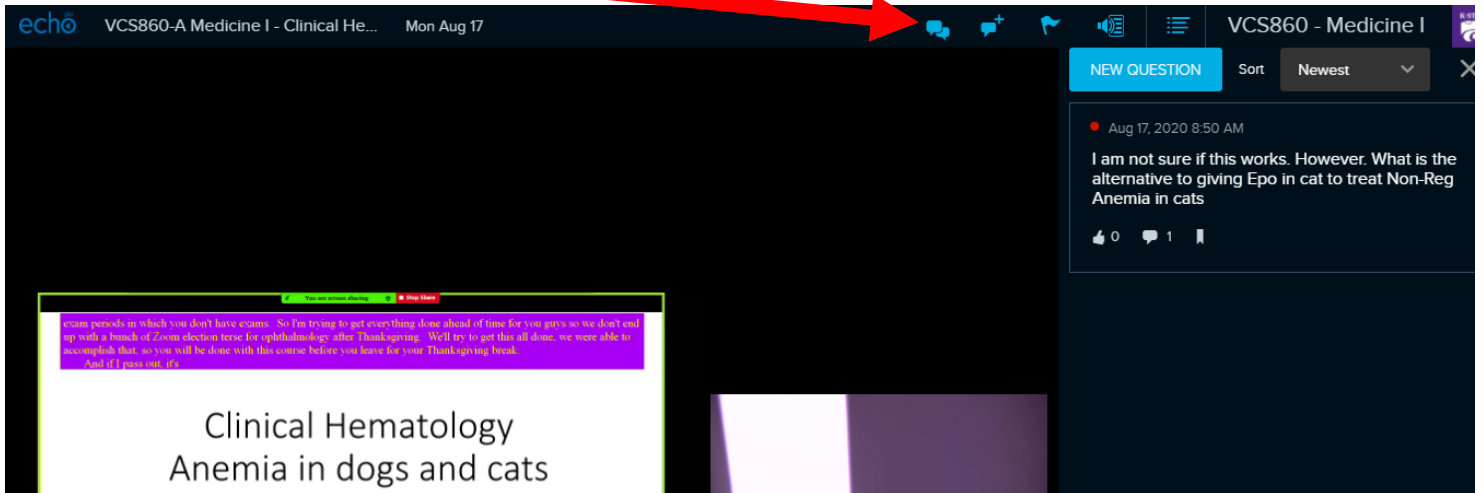 echo VCS860-A Medicine I - Clinical He... Mon Aug 17
VCS860 - Medicine I
NEW QUESTION Sort Newest
Aug 17, 2020 8:50 AM
I am not sure if this works. However. What is the
alternative to giving Epo in cat to treat Non-Reg
Anemia in cats
0 1
You are screen sharing Stop Share
exam periods in which you don't have exams. So I'm trying to get everything done ahead of time for you guys so we don't end
up with a bunch of Zoom election terse for ophthalmology after Thanksgiving. We'll try to get this all done, we were able to
accomplish that, so you will be done with this course before you leave for your Thanksgiving break.
And if I pass out, it's
Clinical Hematology
Anemia in dogs and cats